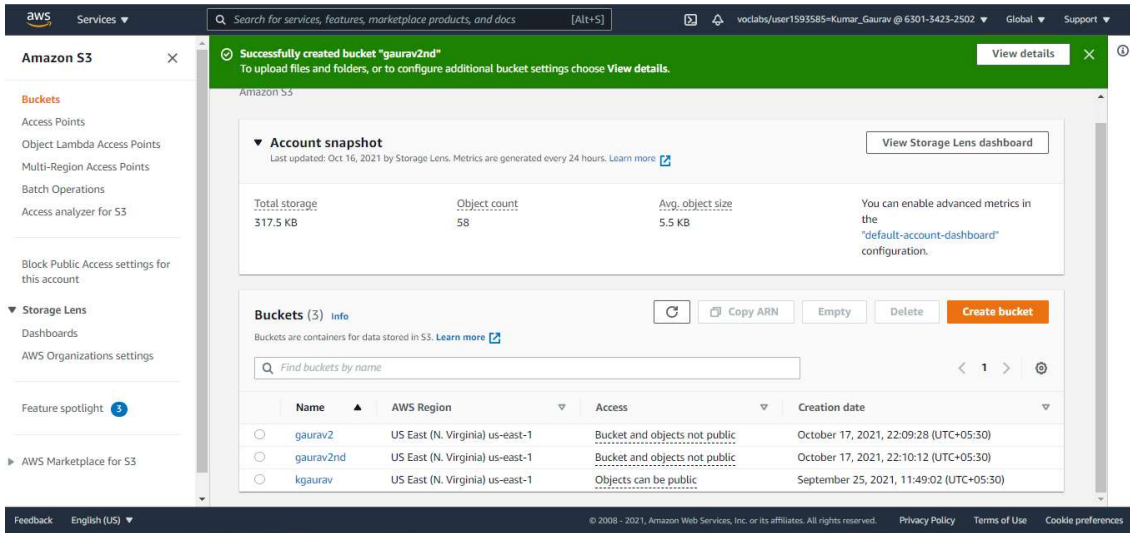 aws Services ▼ Search for services, features, marketplace products, and docs [Alt+S] voclabs/user1593585=Kumar_Gaurav @ 6301-3423-2502 ▼ Global ▼ Support ▼
Amazon S3
Buckets
Access Points
Object Lambda Access Points
Multi-Region Access Points
Batch Operations
Access analyzer for S3
Block Public Access settings for
this account
▼ Storage Lens
Dashboards
AWS Organizations settings
Feature spotlight 3
▶ AWS Marketplace for S3
Successfully created bucket "gaurav2nd"
To upload files and folders, or to configure additional bucket settings choose View details.
View details
Amazon S3
▼ Account snapshot
Last updated: Oct 16, 2021 by Storage Lens. Metrics are generated every 24 hours. Learn more
View Storage Lens dashboard
Total storage Object count Avg. object size
317.5 KB 58 5.5 KB
You can enable advanced metrics in
the
"default-account-dashboard"
configuration.
Buckets (3) Info
Copy ARN Empty Delete Create bucket
Buckets are containers for data stored in S3. Learn more
Find buckets by name
< 1 >
Name ▲ AWS Region Access Creation date
gaurav2 US East (N. Virginia) us-east-1 Bucket and objects not public October 17, 2021, 22:09:28 (UTC+05:30)
gaurav2nd US East (N. Virginia) us-east-1 Bucket and objects not public October 17, 2021, 22:10:12 (UTC+05:30)
kgaurav US East (N. Virginia) us-east-1 Objects can be public September 25, 2021, 11:49:02 (UTC+05:30)
Feedback English (US) ▼ © 2008 - 2021, Amazon Web Services, Inc. or its affiliates. All rights reserved. Privacy Policy Terms of Use Cookie preferences